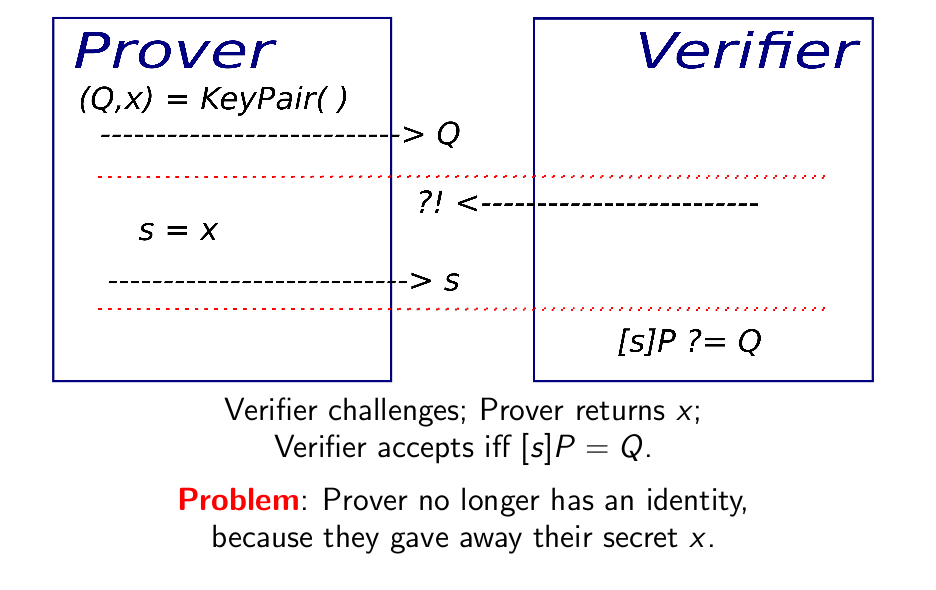 Prover
Verifier
(Q,x) = KeyPair( )
---------------------------> Q
?! <-------------------------
s = x
---------------------------> s
[s]P ?= Q
Verifier challenges; Prover returns x;
Verifier accepts iff [s]P = Q.
Problem: Prover no longer has an identity,
because they gave away their secret x.